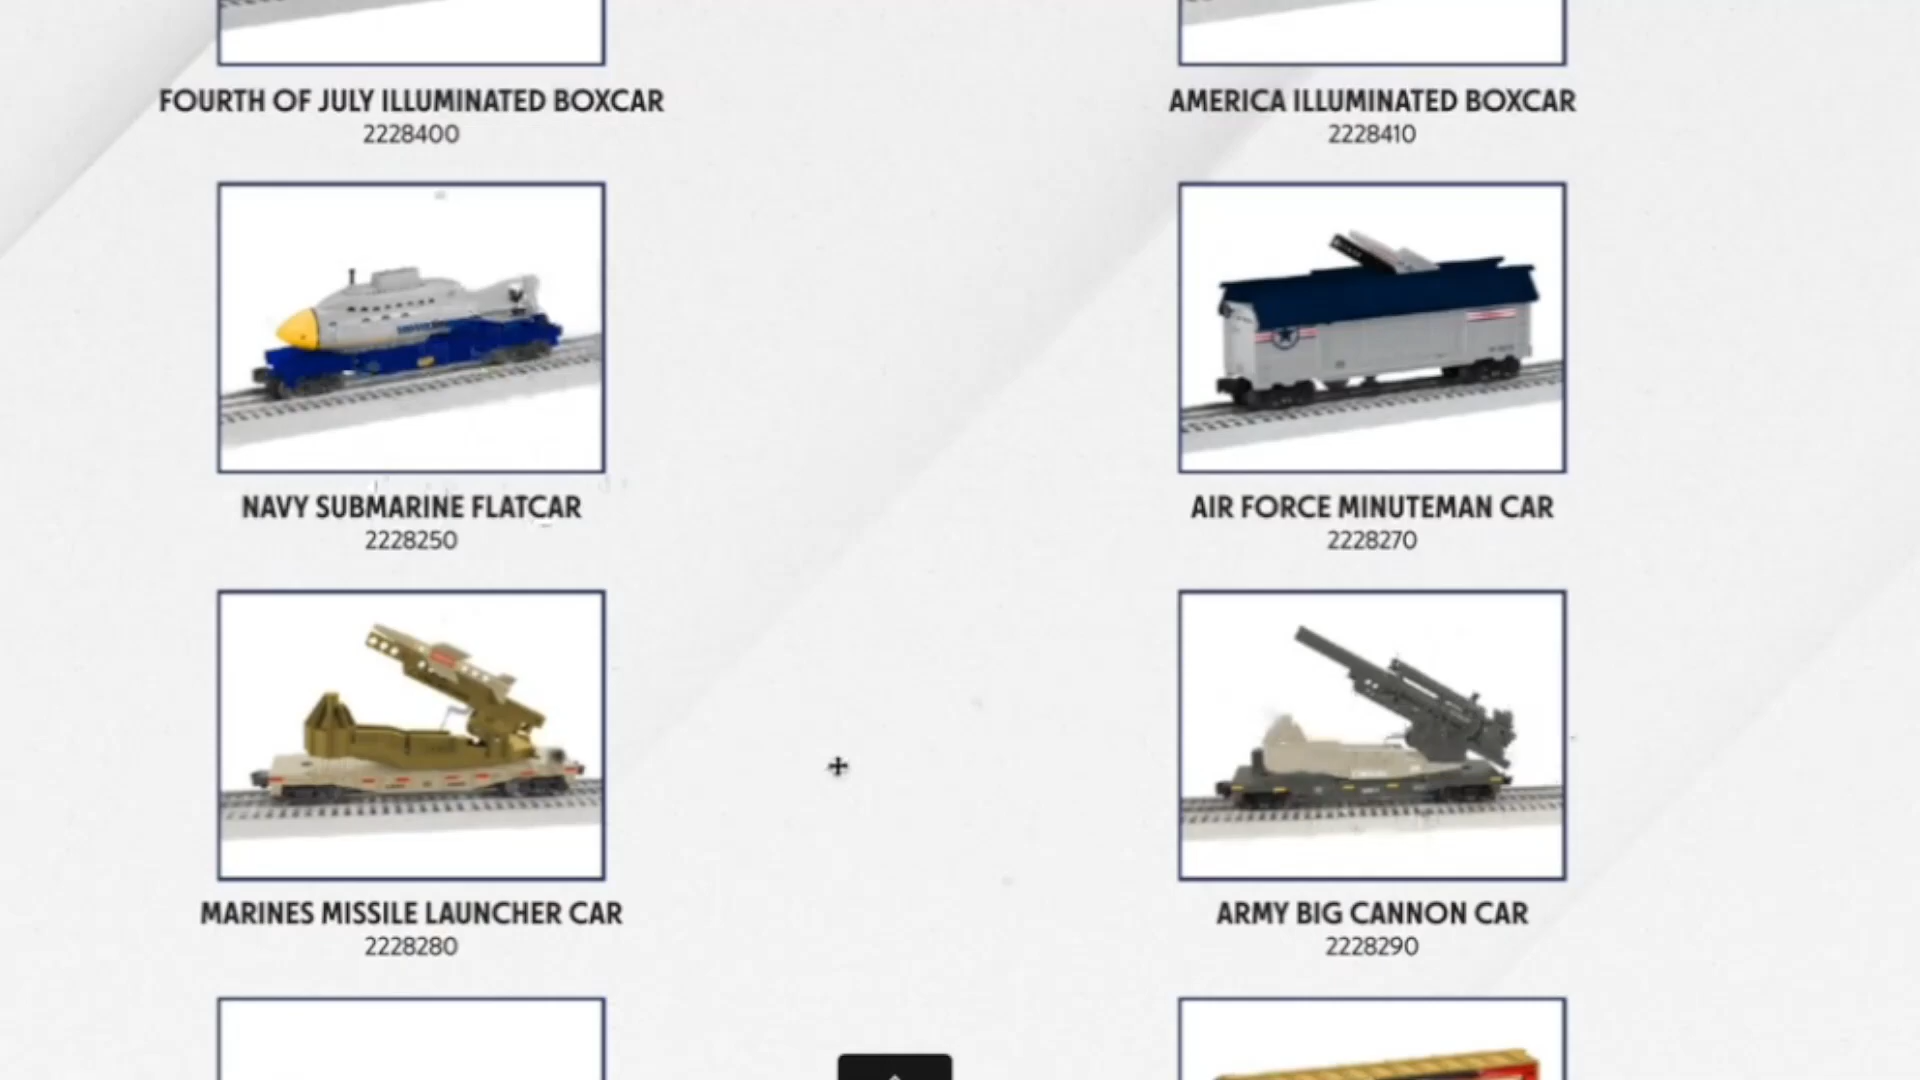 FOURTH OF JULY ILLUMINATED BOXCAR
2228400
AMERICA ILLUMINATED BOXCAR
2228410
NAVY SUBMARINE FLATCAR
2228250
AIR FORCE MINUTEMAN CAR
2228270
MARINES MISSILE LAUNCHER CAR
2228280
ARMY BIG CANNON CAR
2228290